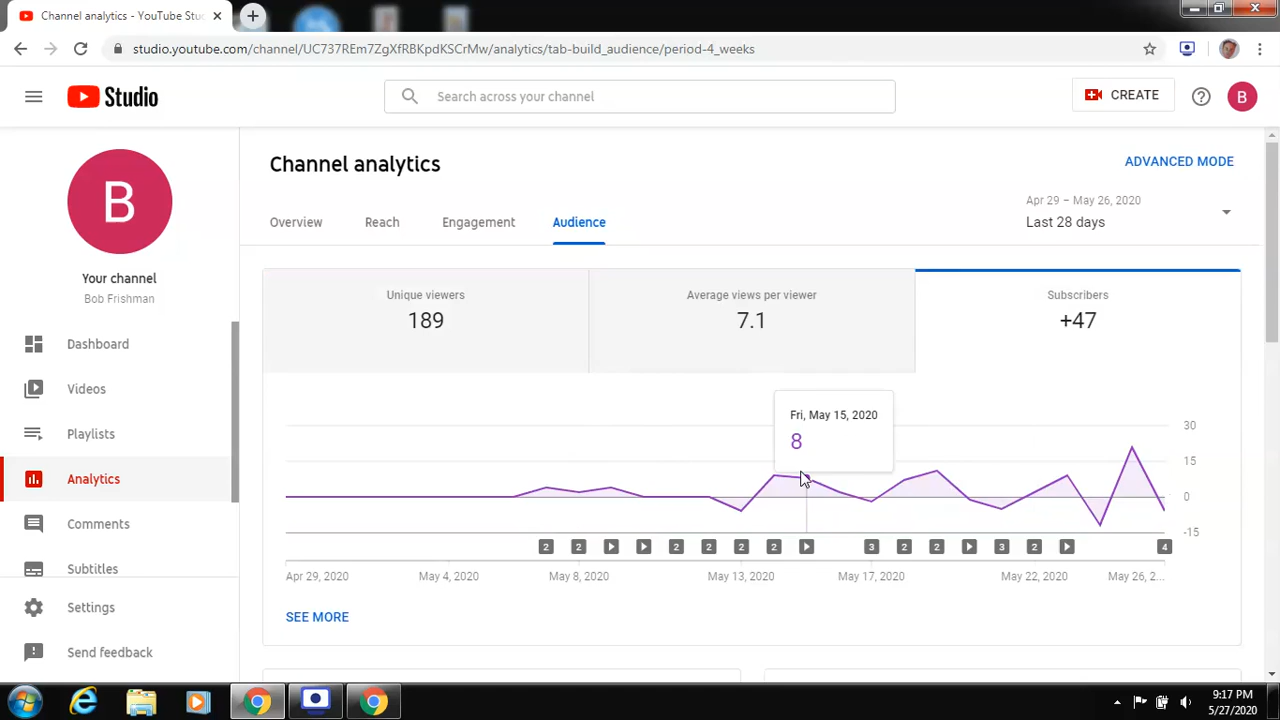 Channel analytics - YouTube Stu
studio.youtube.com/channel/UC737REm7ZgXfRBKpdKSCrMw/analytics/tab-build_audience/period-4_weeks
Studio
Search across your channel
CREATE
B
B
Your channel
Bob Frishman
Dashboard
Videos
Playlists
Analytics
Comments
Subtitles
Settings
Send feedback
Channel analytics
ADVANCED MODE
Overview
Reach
Engagement
Audience
Apr 29 – May 26, 2020
Last 28 days
Unique viewers
189
Average views per viewer
7.1
Subscribers
+47
Fri, May 15, 2020
8
30
15
0
-15
2 2 2 2 2 2 3 2 2 3 2 4
Apr 29, 2020 May 4, 2020 May 8, 2020 May 13, 2020 May 17, 2020 May 22, 2020 May 26, 2...
SEE MORE
9:17 PM
5/27/2020